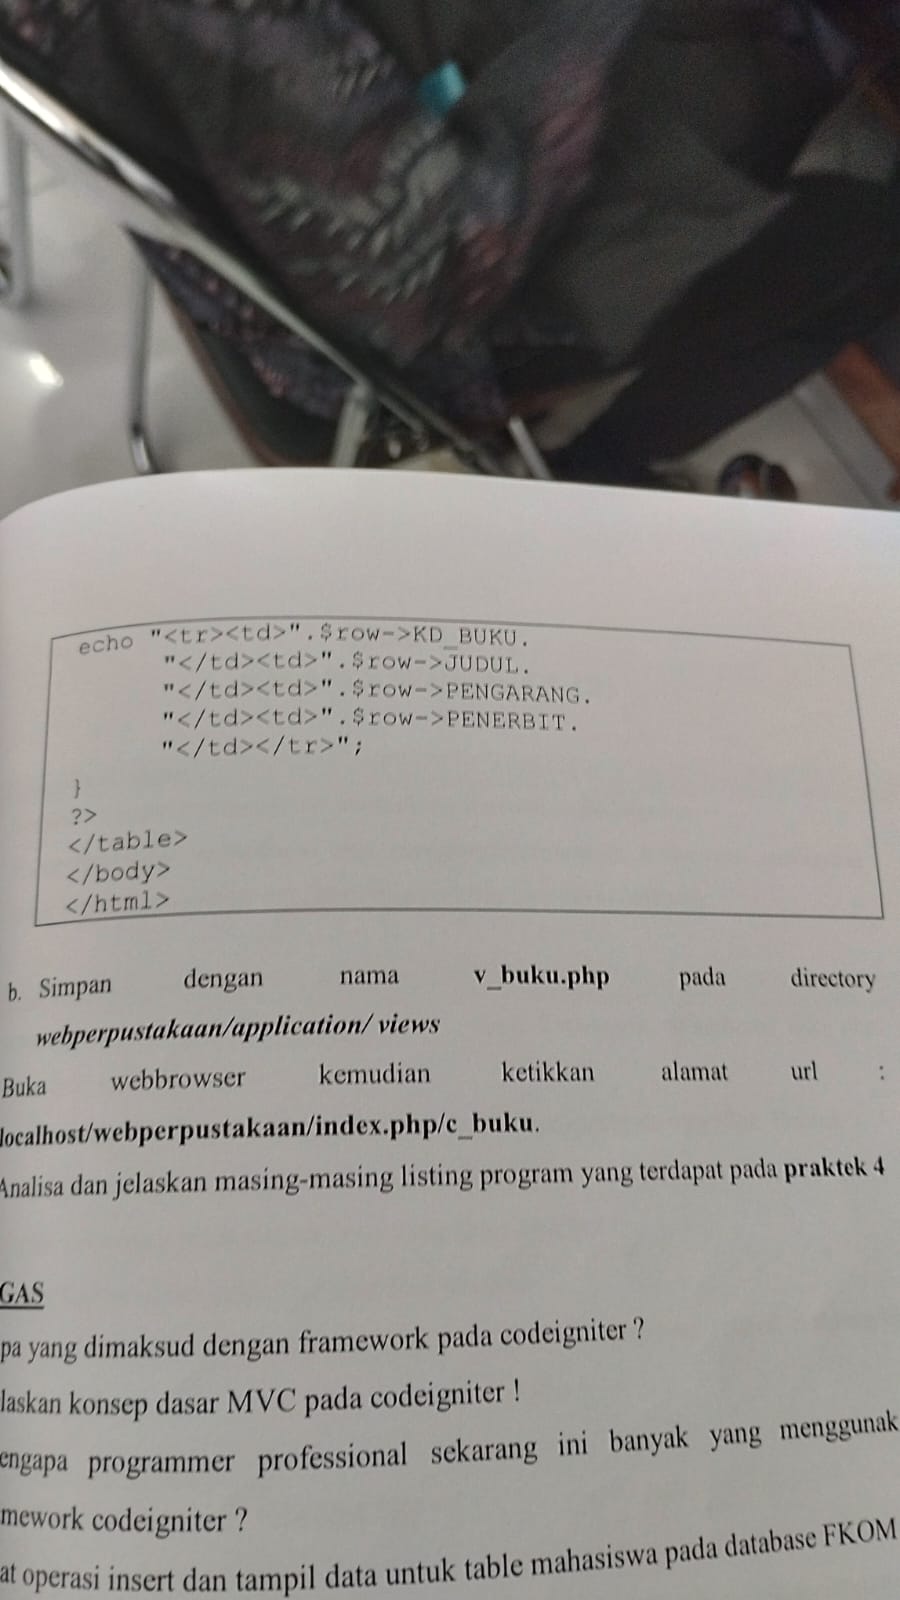 echo "<tr><td>".$row->KD_BUKU.
"</td><td>".$row->JUDUL.
"</td><td>".$row->PENGARANG.
"</td><td>".$row->PENERBIT.
"</td></tr>";
}
?>
</table>
</body>
</html>
b. Simpan dengan nama v_buku.php pada directory
webperpustakaan/application/ views
Buka webbrowser kemudian ketikkan alamat url :
localhost/webperpustakaan/index.php/c_buku.
Analisa dan jelaskan masing-masing listing program yang terdapat pada praktek 4
GAS
pa yang dimaksud dengan framework pada codeigniter ?
laskan konsep dasar MVC pada codeigniter !
engapa programmer professional sekarang ini banyak yang menggunak
mework codeigniter ?
at operasi insert dan tampil data untuk table mahasiswa pada database FKOM